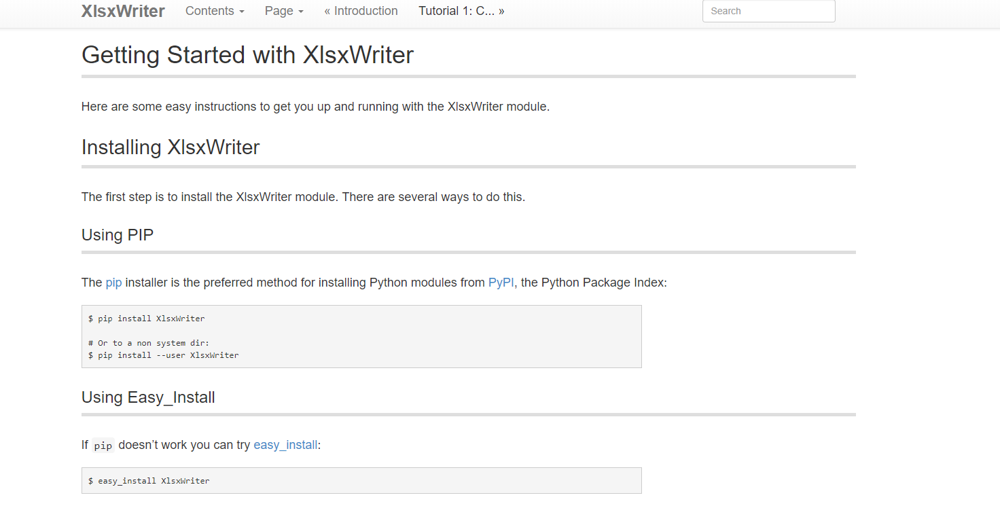 XlsxWriter Contents Page « Introduction Tutorial 1: C... » Search
Getting Started with XlsxWriter
Here are some easy instructions to get you up and running with the XlsxWriter module.
Installing XlsxWriter
The first step is to install the XlsxWriter module. There are several ways to do this.
Using PIP
The pip installer is the preferred method for installing Python modules from PyPI, the Python Package Index:
$ pip install XlsxWriter
# Or to a non system dir:
$ pip install --user XlsxWriter
Using Easy_Install
If pip doesn’t work you can try easy_install:
$ easy_install XlsxWriter